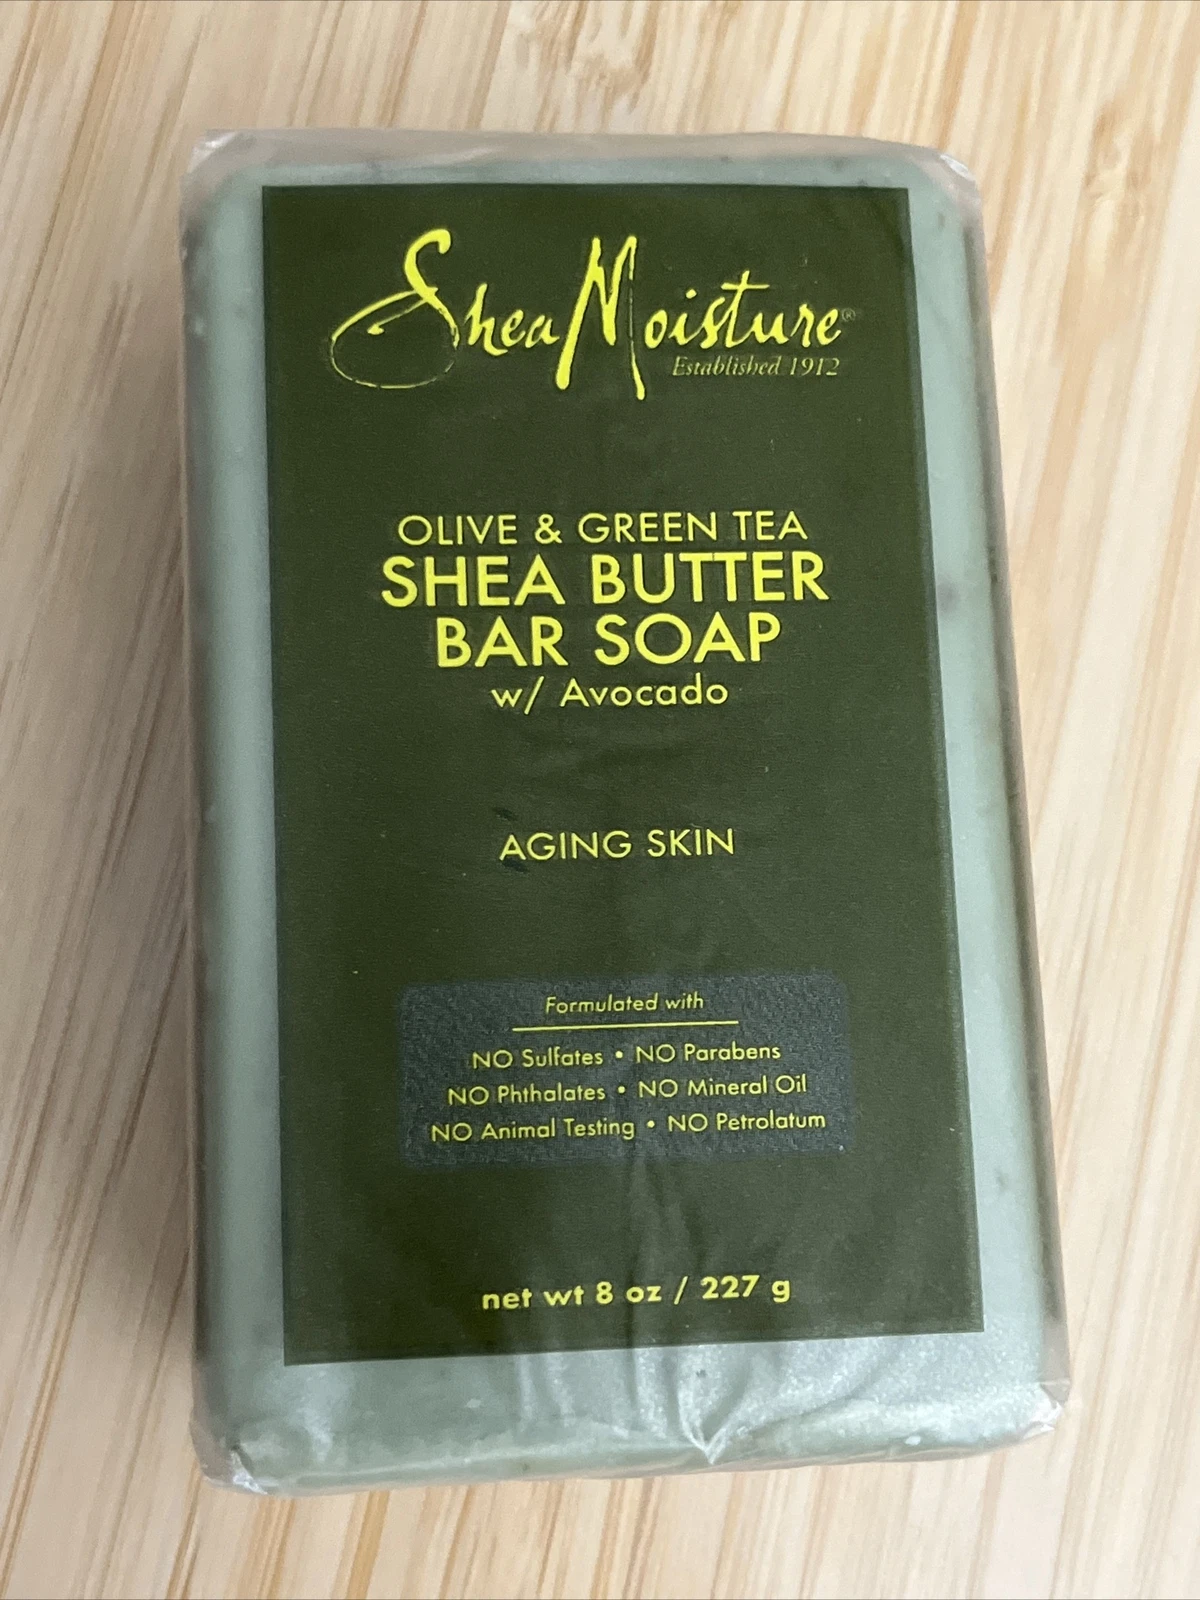 SheaMoisture®
Established 1912
OLIVE & GREEN TEA
SHEA BUTTER
BAR SOAP
w/ Avocado
AGING SKIN
Formulated with
NO Sulfates • NO Parabens
NO Phthalates • NO Mineral Oil
NO Animal Testing • NO Petrolatum
net wt 8 oz / 227 g